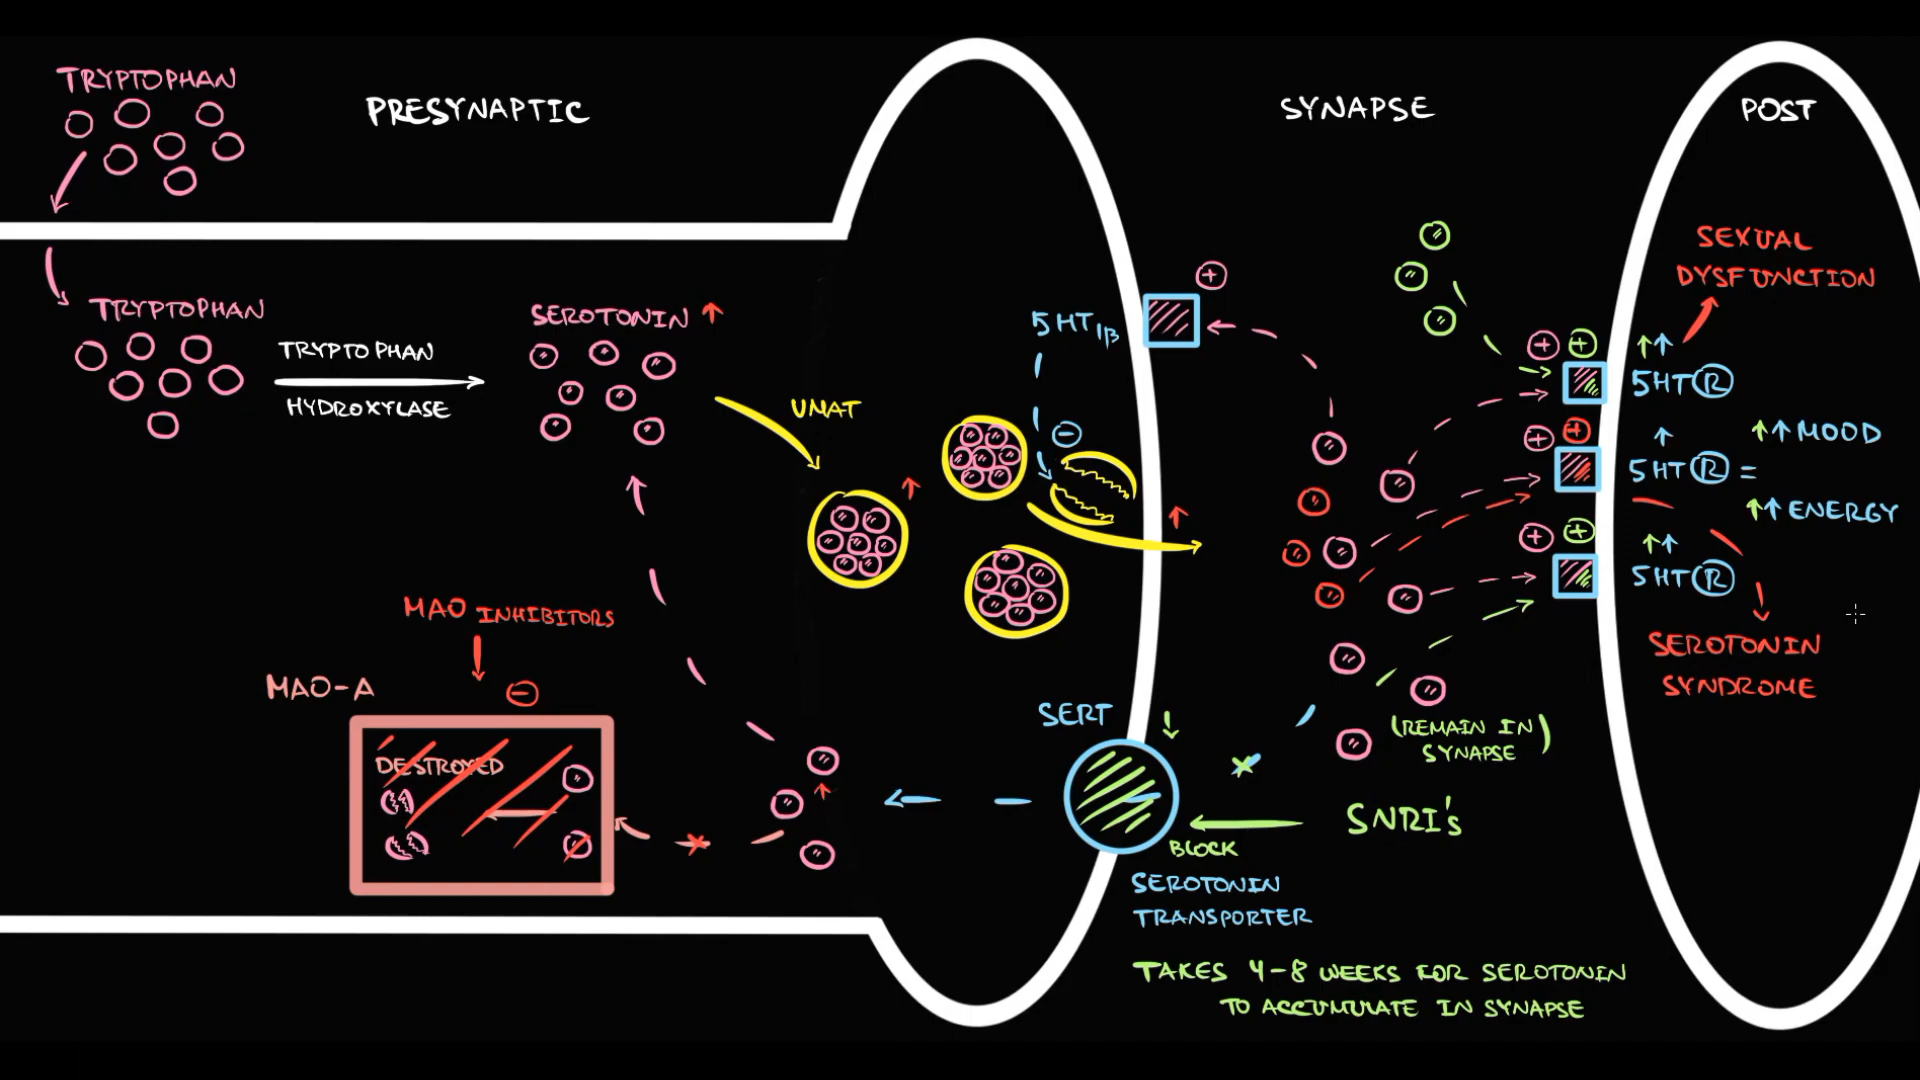 TRYPTOPHAN
PRESYNAPTIC
SYNAPSE
POST
TRYPTOPHAN
TRYPTOPHAN
HYDROXYLASE
SEROTONIN ↑
VMAT
5HT1β
SEXUAL
DYSFUNCTION
↑↑
5HT R
↑
5HT R =
↑↑ MOOD
↑↑ ENERGY
↑↑
5HT R
SEROTONIN
SYNDROME
MAO INHIBITORS
MAO-A
DESTROYED
SERT
(REMAIN IN
SYNAPSE)
SNRI's
BLOCK
SEROTONIN
TRANSPORTER
TAKES 4-8 WEEKS FOR SEROTONIN
TO ACCUMULATE IN SYNAPSE